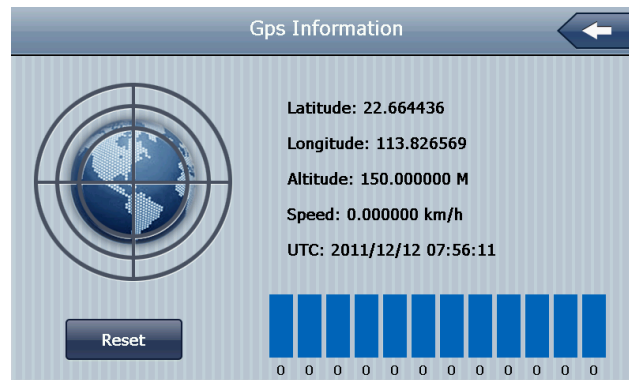 Gps Information
Latitude: 22.664436
Longitude: 113.826569
Altitude: 150.000000 M
Speed: 0.000000 km/h
UTC: 2011/12/12 07:56:11
Reset
0 0 0 0 0 0 0 0 0 0 0 0